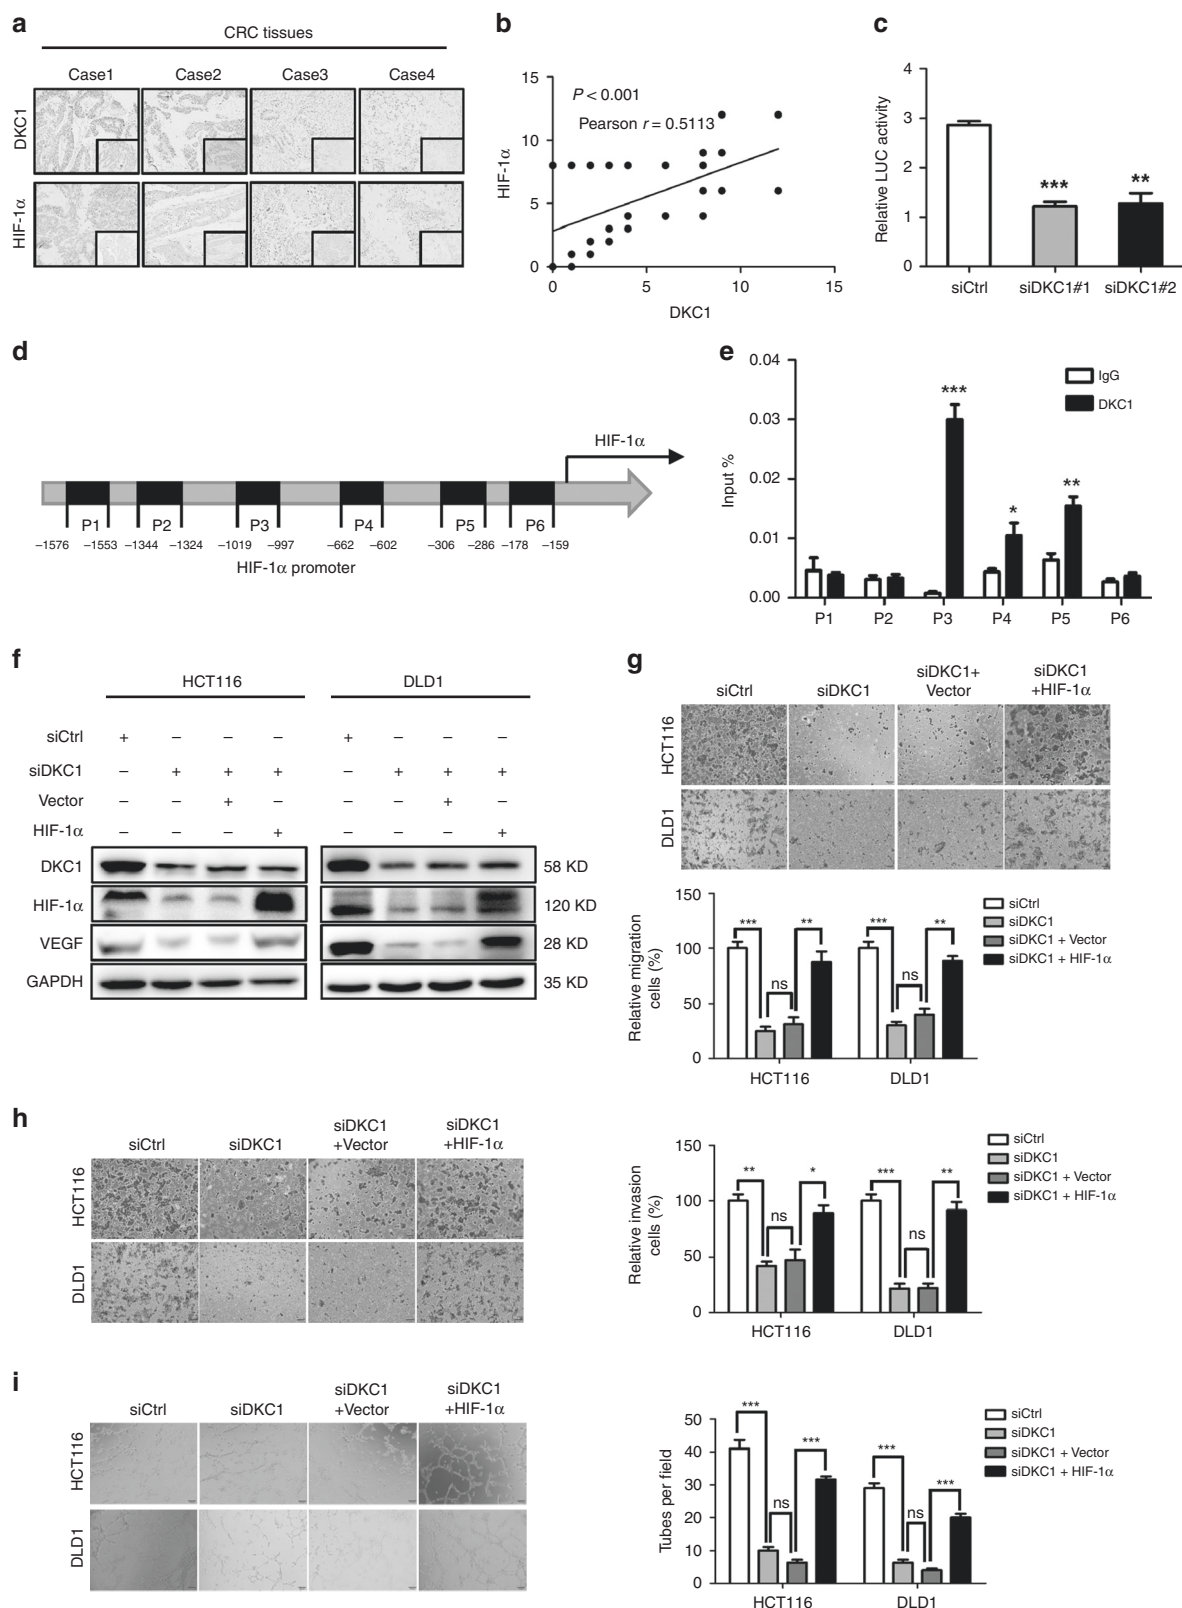 a
CRC tissues
Case1 Case2 Case3 Case4
DKC1
HIF-1α
b
15
10
5
0
HIF-1α
P < 0.001
Pearson r = 0.5113
0 5 10 15
DKC1
c
4
3
2
1
0
Relative LUC activity
*** **
siCtrl siDKC1#1 siDKC1#2
d
HIF-1α
P1 P2 P3 P4 P5 P6
–1576 –1553 –1344 –1324 –1019 –997 –662 –602 –306 –286 –178 –159
HIF-1α promoter
e
0.04
0.03
0.02
0.01
0.00
Input %
IgG
DKC1
***
*
**
P1 P2 P3 P4 P5 P6
f
HCT116 DLD1
siCtrl + – – – + – – –
siDKC1 – + + + – + + +
Vector – – + – – – + –
HIF-1α – – – + – – – +
DKC1 58 KD
HIF-1α 120 KD
VEGF 28 KD
GAPDH 35 KD
g
siCtrl siDKC1 siDKC1+ Vector siDKC1 +HIF-1α
HCT116
DLD1
150
100
50
0
Relative migration
cells (%)
*** ** *** **
ns ns
siCtrl
siDKC1
siDKC1 + Vector
siDKC1 + HIF-1α
HCT116 DLD1
h
siCtrl siDKC1 siDKC1 +Vector siDKC1 +HIF-1α
HCT116
DLD1
150
100
50
0
Relative invasion
cells (%)
** * *** **
ns ns
siCtrl
siDKC1
siDKC1 + Vector
siDKC1 + HIF-1α
HCT116 DLD1
i
siCtrl siDKC1 siDKC1 +Vector siDKC1 +HIF-1α
HCT116
DLD1
50
40
30
20
10
0
Tubes per field
*** *** *** ***
ns ns
siCtrl
siDKC1
siDKC1 + Vector
siDKC1 + HIF-1α
HCT116 DLD1